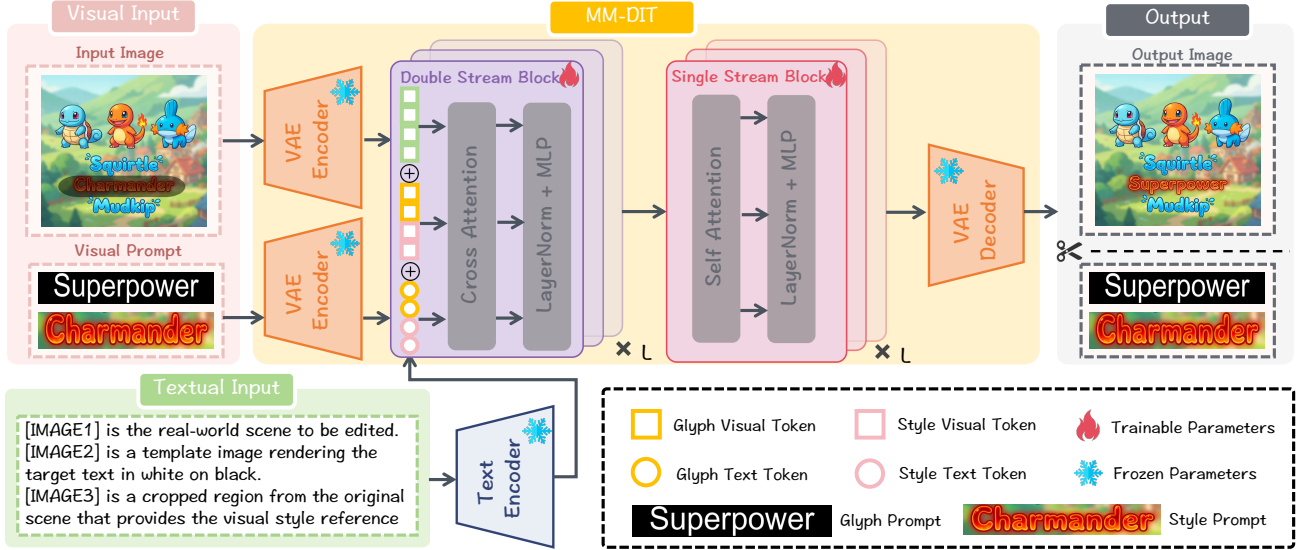 Visual Input
MM-DIT
Output
Input Image
Squirtle
Charmander
Mudkip
Visual Prompt
Superpower
Charmander
VAE
Encoder
VAE
Encoder
Double Stream Block
Cross Attention
LayerNorm + MLP
× L
Single Stream Block
Self Attention
LayerNorm + MLP
× L
VAE
Decoder
Output Image
Squirtle
Superpower
Mudkip
Superpower
Charmander
Textual Input
[IMAGE1] is the real-world scene to be edited.
[IMAGE2] is a template image rendering the
target text in white on black.
[IMAGE3] is a cropped region from the original
scene that provides the visual style reference
Text
Encoder
Glyph Visual Token
Style Visual Token
Trainable Parameters
Glyph Text Token
Style Text Token
Frozen Parameters
Superpower
Glyph Prompt
Charmander
Style Prompt